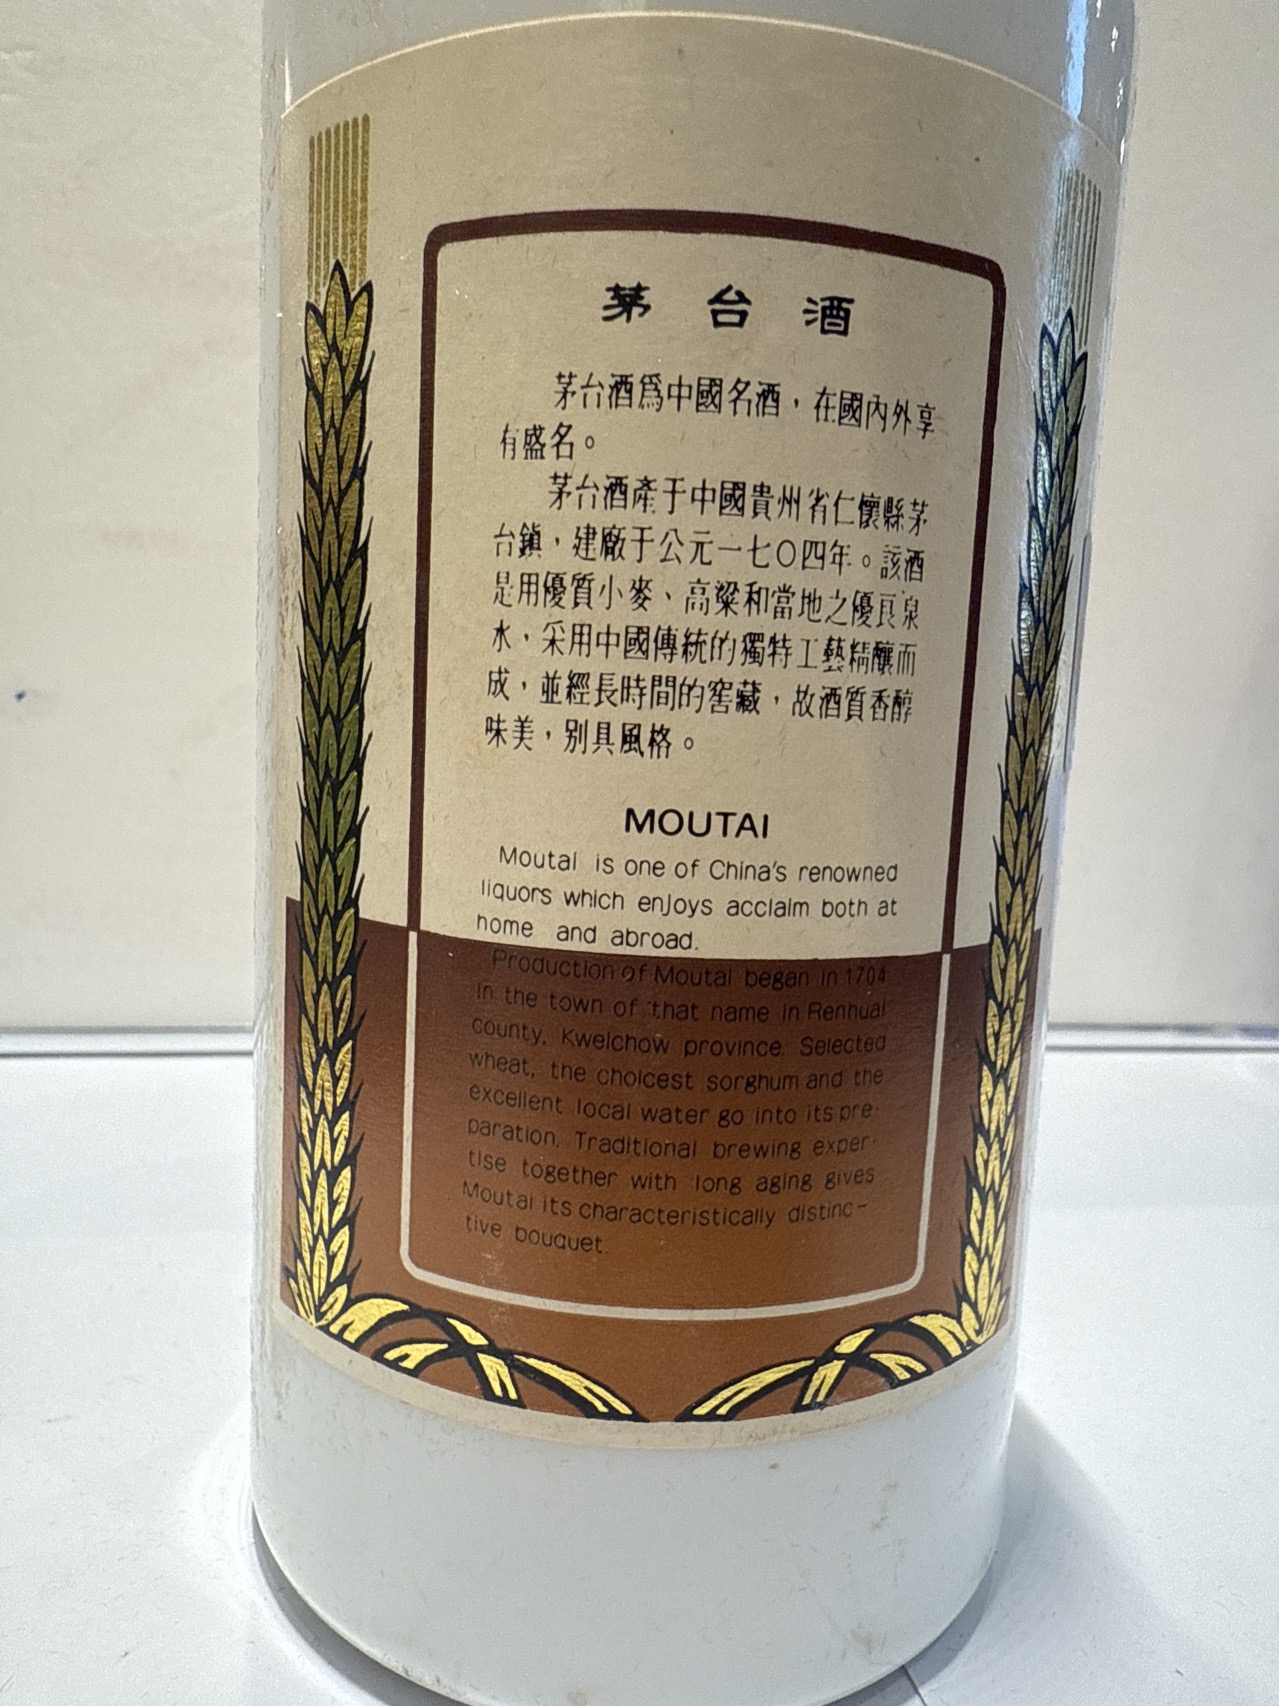 茅台酒
茅台酒爲中國名酒，在國內外享
有盛名。
茅台酒產于中國貴州省仁懷縣茅
台鎮，建廠于公元一七〇四年。該酒
是用優質小麥、高粱和當地之優良泉
水，采用中國傳統的獨特工藝精釀而
成，並經長時間的窖藏，故酒質香醇
味美，别具風格。
MOUTAI
Moutai is one of China's renowned
liquors which enjoys acclaim both at
home and abroad.
Production of Moutai began in 1704
in the town of that name in Renhuai
county, Kweichow province. Selected
wheat, the choicest sorghum and the
excellent local water go into its pre-
paration. Traditional brewing exper-
tise together with long aging gives
Moutai its characteristically distinc-
tive bouquet.